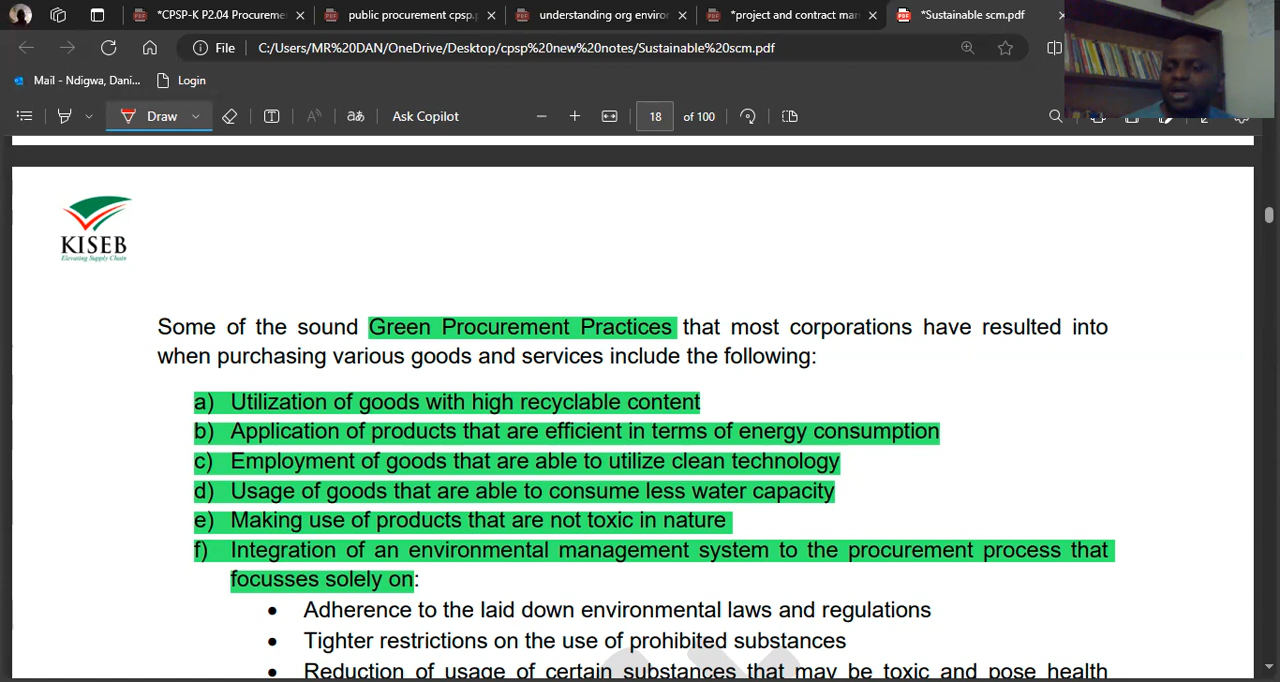 *CPSP-K P2.04 Procureme
public procurement cpsp.
understanding org enviro
*project and contract man
*Sustainable scm.pdf
File
C:/Users/MR%20DAN/OneDrive/Desktop/cpsp%20new%20notes/Sustainable%20scm.pdf
Mail - Ndigwa, Dani...
Login
Draw
Ask Copilot
18 of 100
KISEB
Elevating Supply Chain
Some of the sound Green Procurement Practices that most corporations have resulted into
when purchasing various goods and services include the following:
a) Utilization of goods with high recyclable content
b) Application of products that are efficient in terms of energy consumption
c) Employment of goods that are able to utilize clean technology
d) Usage of goods that are able to consume less water capacity
e) Making use of products that are not toxic in nature
f) Integration of an environmental management system to the procurement process that
focusses solely on:
• Adherence to the laid down environmental laws and regulations
• Tighter restrictions on the use of prohibited substances
• Reduction of usage of certain substances that may be toxic and pose health